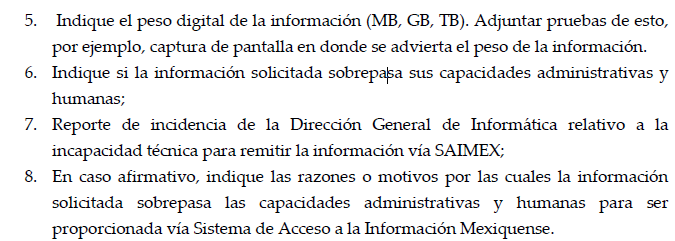 5. Indique el peso digital de la información (MB, GB, TB). Adjuntar pruebas de esto,
por ejemplo, captura de pantalla en donde se advierta el peso de la información.
6. Indique si la información solicitada sobrepasa sus capacidades administrativas y
humanas;
7. Reporte de incidencia de la Dirección General de Informática relativo a la
incapacidad técnica para remitir la información vía SAIMEX;
8. En caso afirmativo, indique las razones o motivos por las cuales la información
solicitada sobrepasa las capacidades administrativas y humanas para ser
proporcionada vía Sistema de Acceso a la Información Mexiquense.